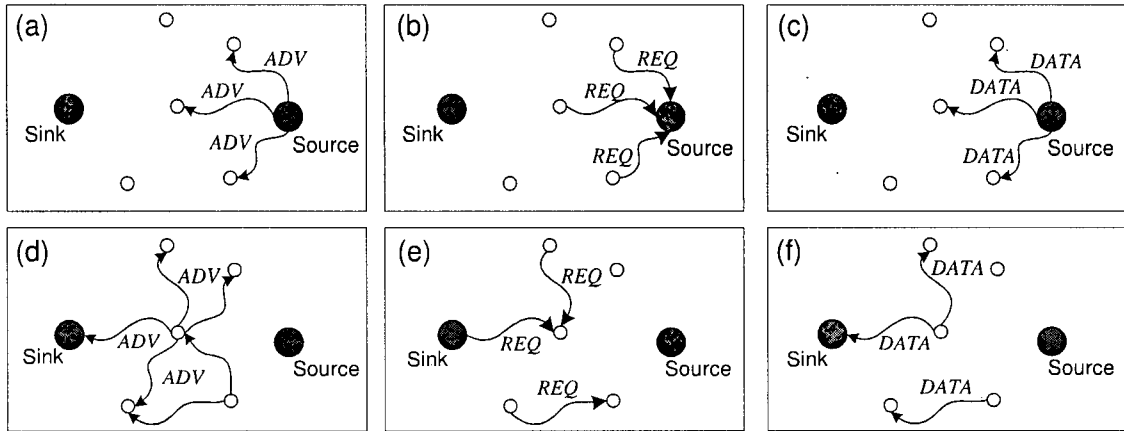 (a)
ADV
ADV
Sink
ADV
Source
(b)
REQ
REQ
Sink
REQ
Source
(c)
DATA
DATA
Sink
DATA
Source
(d)
ADV
Sink
ADV
ADV
Source
(e)
REQ
Sink
REQ
REQ
Source
(f)
DATA
Sink
DATA
DATA
Source